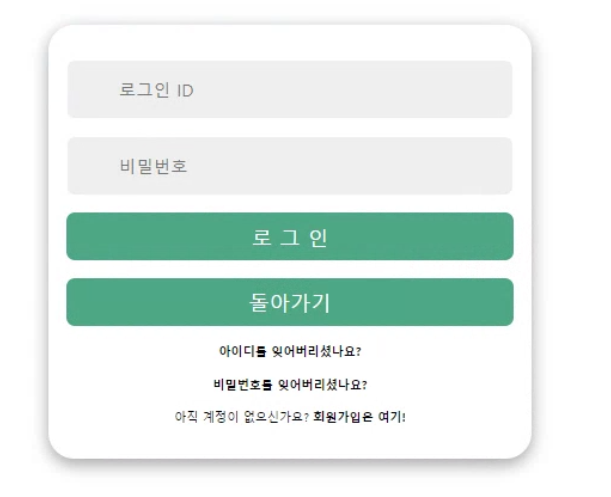 로그인 ID
비밀번호
로 그 인
돌아가기
아이디를 잊어버리셨나요?
비밀번호를 잊어버리셨나요?
아직 계정이 없으신가요? 회원가입은 여기!